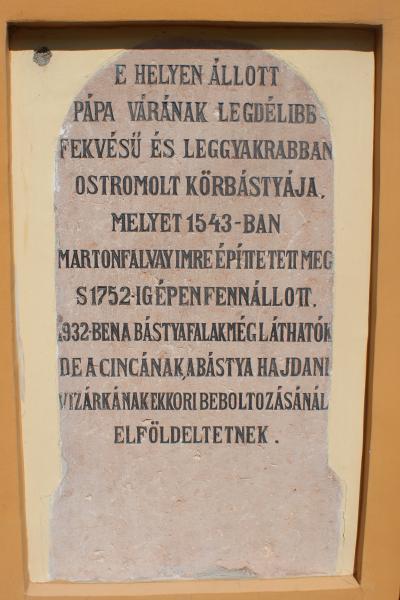 E HELYEN ÁLLOTT
PÁPA VÁRÁNAK LEGDÉLIBB
FEKVÉSŰ ÉS LEGGYAKRABBAN
OSTROMOLT KÖRBÁSTYÁJA,
MELYET 1543-BAN
MARTONFALVAY IMRE ÉPÍTTETETT MEG
S 1752-IG ÉPEN FENNÁLLOTT.
1932-BEN A BÁSTYAFALAK MÉG LÁTHATÓK
DE A CINCÁNAK, A BÁSTYA HAJDANI
VIZÁRKÁNAK EKKORI BEBOLTOZÁSÁNÁL
ELFÖLDELTETNEK.